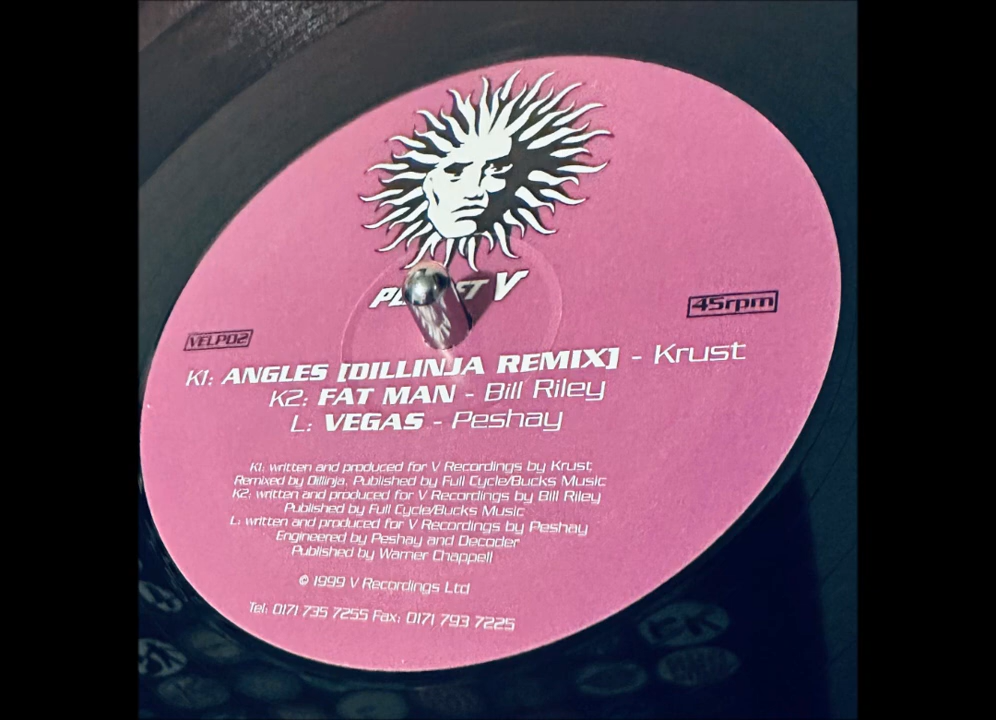 V
45rpm
VELP02
K1: ANGLES [DILLINJA REMIX] - Krust
K2: FAT MAN - Bill Riley
L: VEGAS - Peshay
K1: written and produced for V Recordings by Krust,
Remixed by Dillinja, Published by Full Cycle/Bucks Music
K2: written and produced for V Recordings by Bill Riley
Published by Full Cycle/Bucks Music
L: written and produced for V Recordings by Peshay
Engineered by Peshay and Decoder
Published by Warner Chappell
© 1999 V Recordings Ltd
Tel: 0171 735 7255 Fax: 0171 793 7225